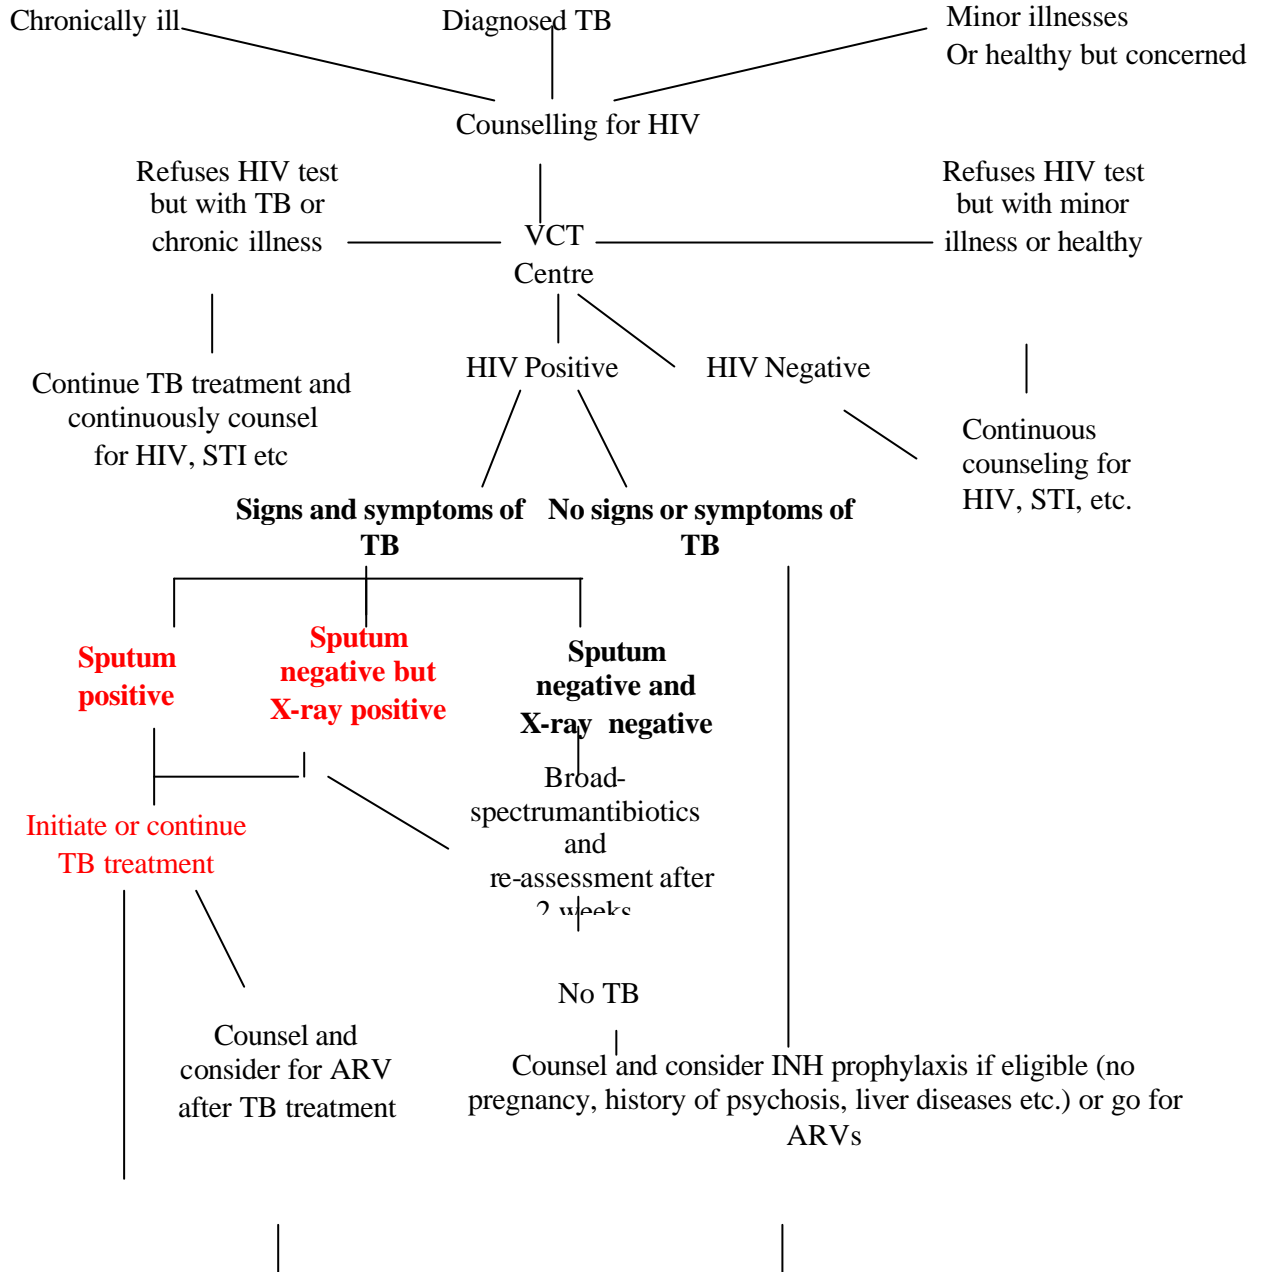 Chronically ill
Diagnosed TB
Minor illnesses
Or healthy but concerned
Counselling for HIV
Refuses HIV test
but with TB or
chronic illness
VCT
Centre
Refuses HIV test
but with minor
illness or healthy
Continue TB treatment and
continuously counsel
for HIV, STI etc
HIV Positive
HIV Negative
Continuous
counseling for
HIV, STI, etc.
Signs and symptoms of
TB
No signs or symptoms of
TB
Sputum
positive
Sputum
negative but
X-ray positive
Sputum
negative and
X-ray negative
Broad-
spectrumantibiotics
and
re-assessment after
2 weeks
Initiate or continue
TB treatment
No TB
Counsel and
consider for ARV
after TB treatment
Counsel and consider INH prophylaxis if eligible (no
pregnancy, history of psychosis, liver diseases etc.) or go for
ARVs